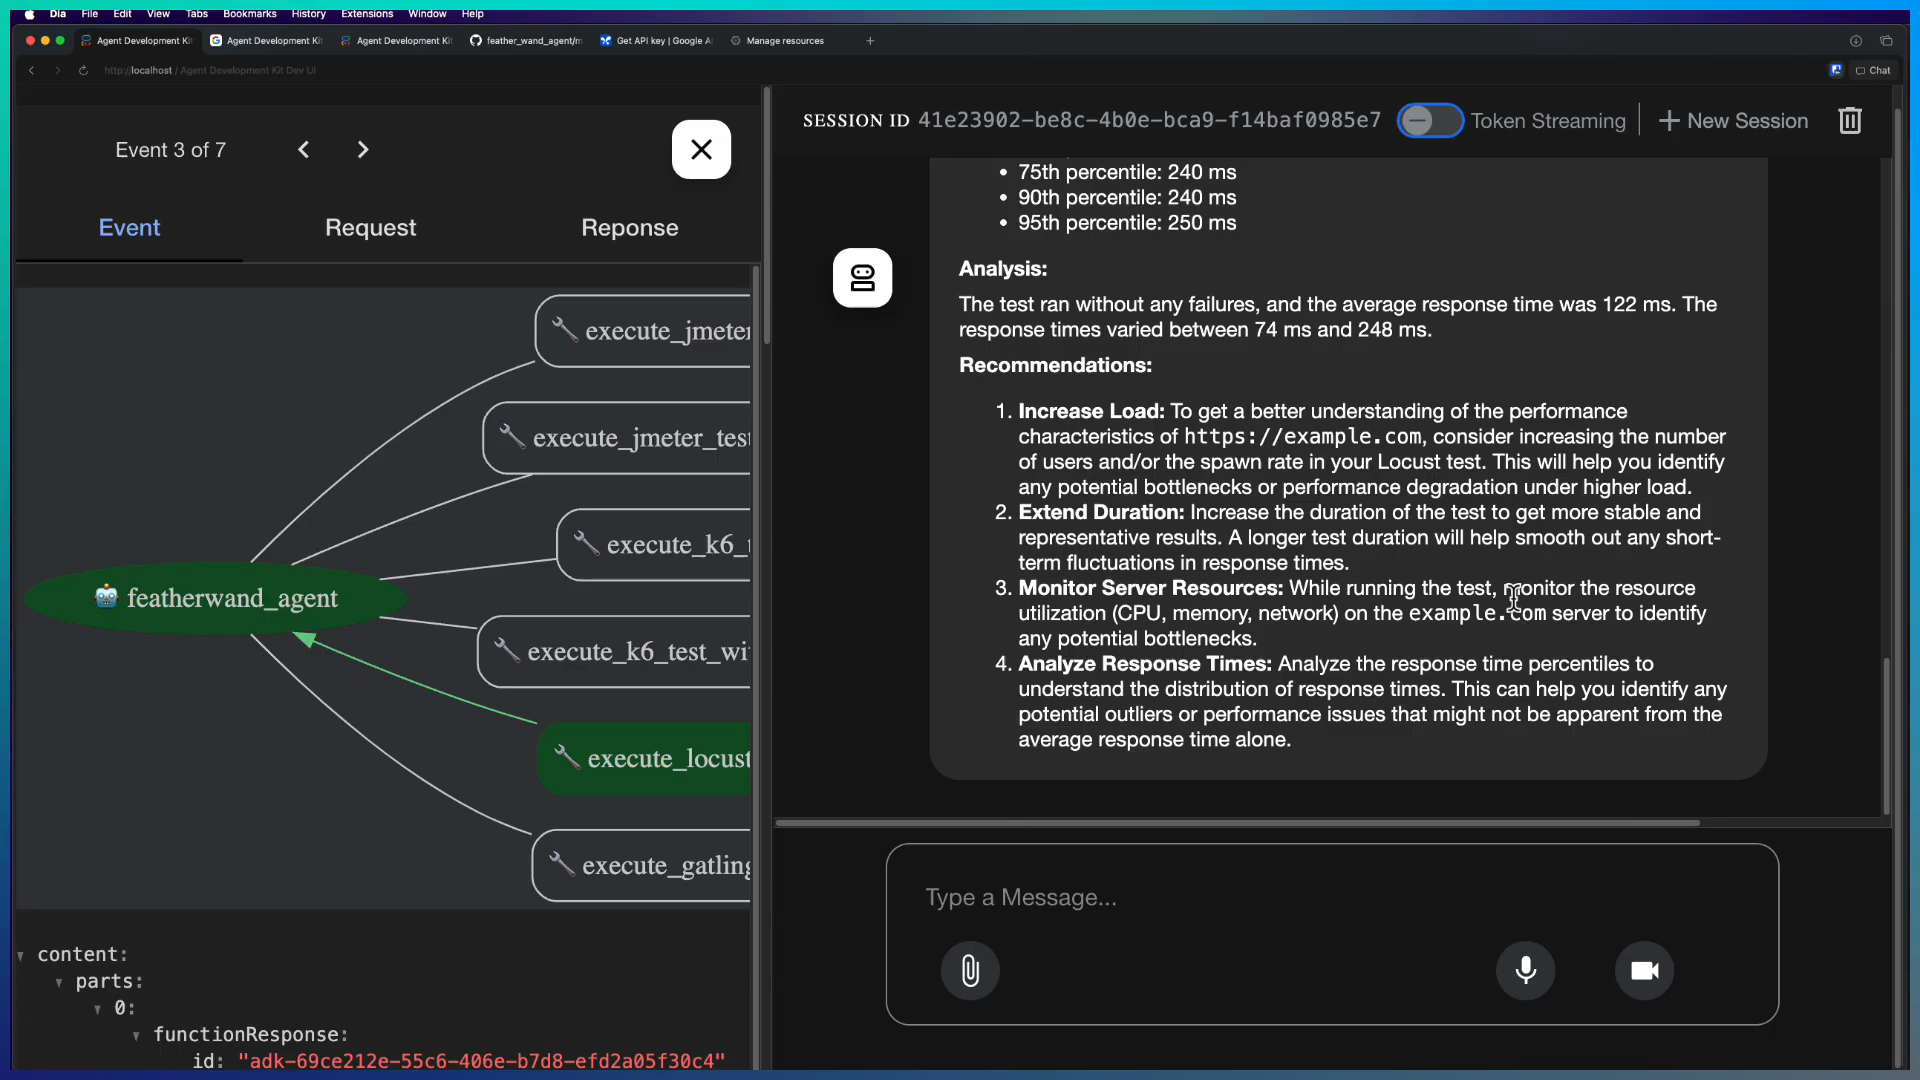 Dia File Edit View Tabs Bookmarks History Extensions Window Help
Agent Development Kit Agent Development Kit Agent Development Kit feather_wand_agent/m Get API key | Google A Manage resources
http://localhost / Agent Development Kit Dev UI
Chat
Event 3 of 7
Event Request Reponse
execute_jmeter
execute_jmeter_test
execute_k6_t
featherwand_agent
execute_k6_test_wi
execute_locust
execute_gatling
content:
parts:
0:
functionResponse:
id: "adk-69ce212e-55c6-406e-b7d8-efd2a05f30c4"
SESSION ID 41e23902-be8c-4b0e-bca9-f14baf0985e7 Token Streaming + New Session
• 75th percentile: 240 ms
• 90th percentile: 240 ms
• 95th percentile: 250 ms
Analysis:
The test ran without any failures, and the average response time was 122 ms. The
response times varied between 74 ms and 248 ms.
Recommendations:
1. Increase Load: To get a better understanding of the performance
characteristics of https://example.com, consider increasing the number
of users and/or the spawn rate in your Locust test. This will help you identify
any potential bottlenecks or performance degradation under higher load.
2. Extend Duration: Increase the duration of the test to get more stable and
representative results. A longer test duration will help smooth out any short-
term fluctuations in response times.
3. Monitor Server Resources: While running the test, monitor the resource
utilization (CPU, memory, network) on the example.com server to identify
any potential bottlenecks.
4. Analyze Response Times: Analyze the response time percentiles to
understand the distribution of response times. This can help you identify any
potential outliers or performance issues that might not be apparent from the
average response time alone.
Type a Message...